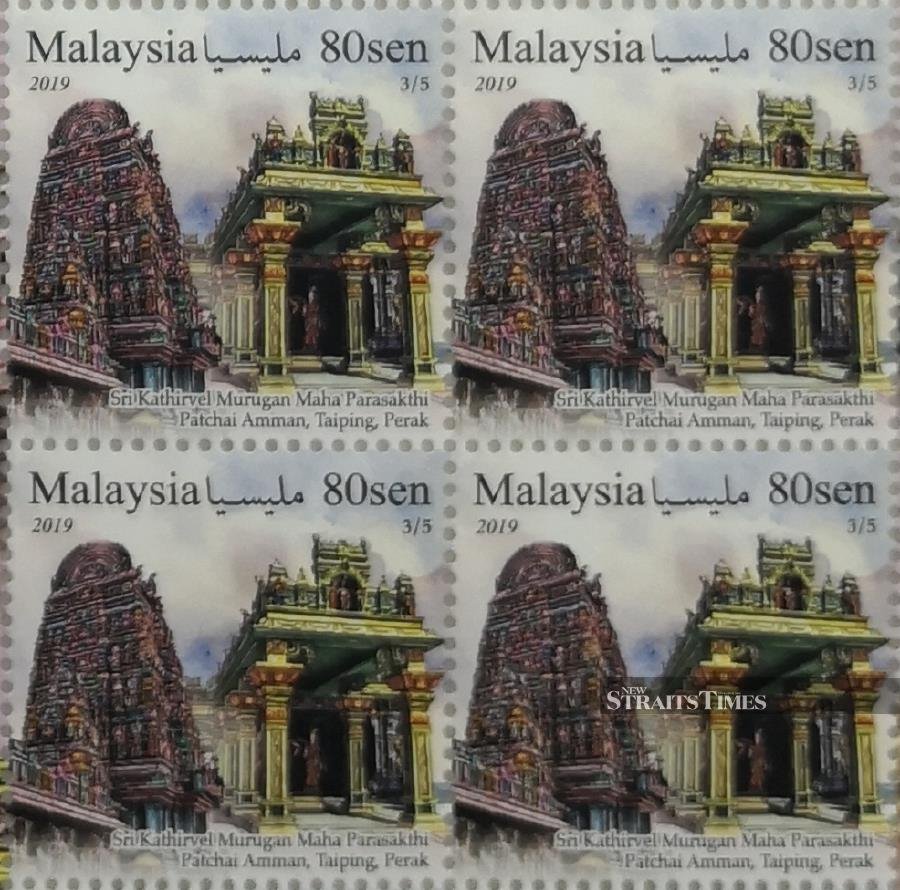 Malaysia مليسيا 80sen
2019 3/5
Sri Kathirvel Murugan Maha Parasakthi
Patchai Amman, Taiping, Perak
Malaysia مليسيا 80sen
2019 3/5
Sri Kathirvel Murugan Maha Parasakthi
Patchai Amman, Taiping, Perak
Malaysia مليسيا 80sen
2019 3/5
Sri Kathirvel Murugan Maha Parasakthi
Patchai Amman, Taiping, Perak
Malaysia مليسيا 80sen
2019 3/5
NEW STRAITS TIMES
Sri Kathirvel Murugan Maha Parasakthi
Patchai Amman, Taiping, Perak